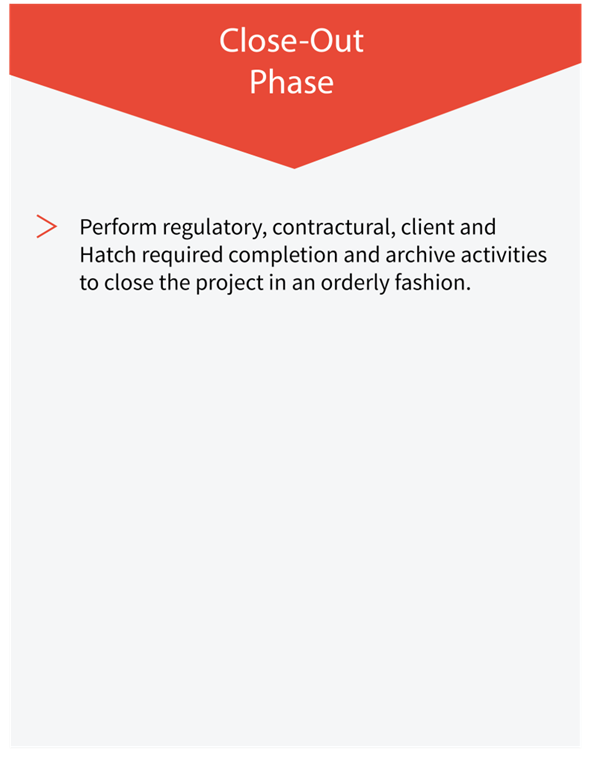 Close-Out
Phase
Perform regulatory, contractural, client and
Hatch required completion and archive activities
to close the project in an orderly fashion.